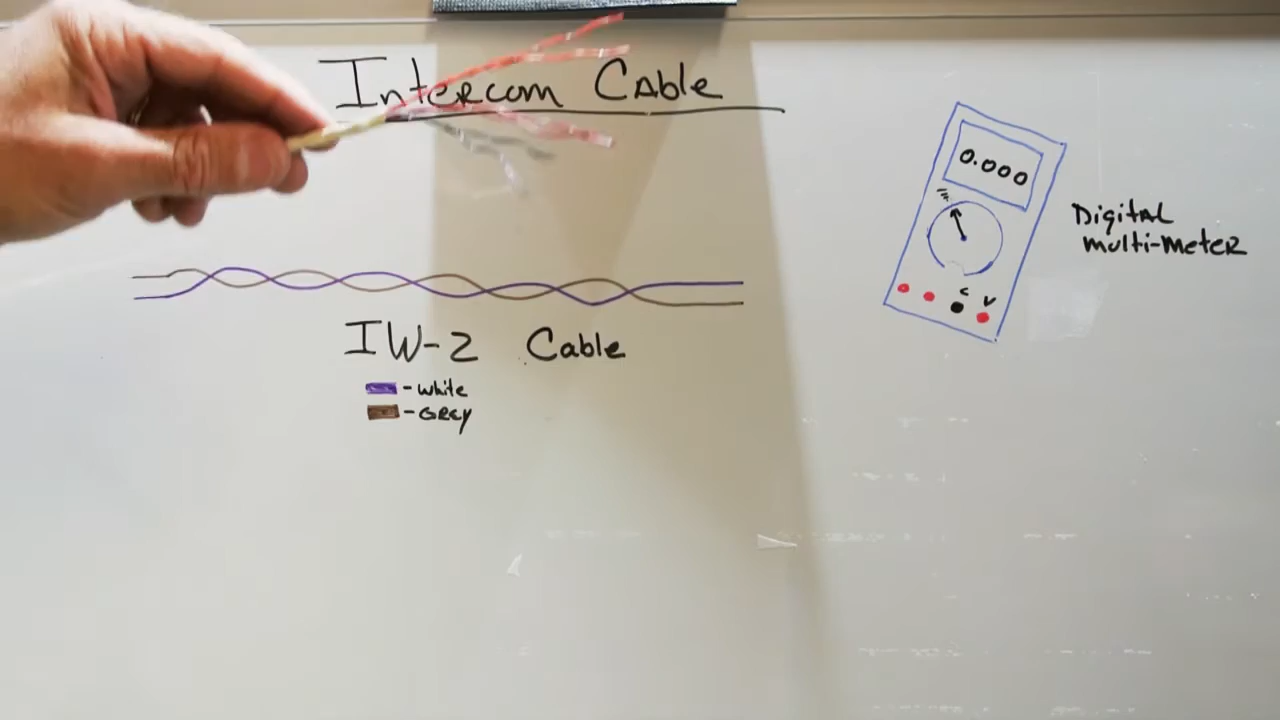 Intercom Cable
0.000
Digital
multi-meter
C V
IW-2 Cable
- white
- GREY